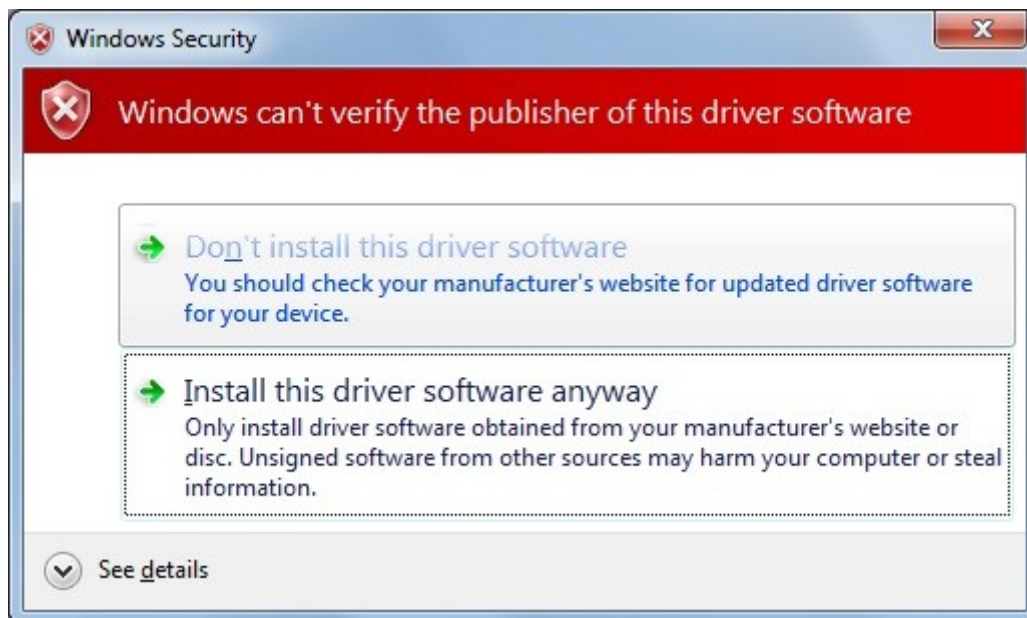 Windows Security
Windows can't verify the publisher of this driver software
Don't install this driver software
You should check your manufacturer's website for updated driver software
for your device.
Install this driver software anyway
Only install driver software obtained from your manufacturer's website or
disc. Unsigned software from other sources may harm your computer or steal
information.
See details